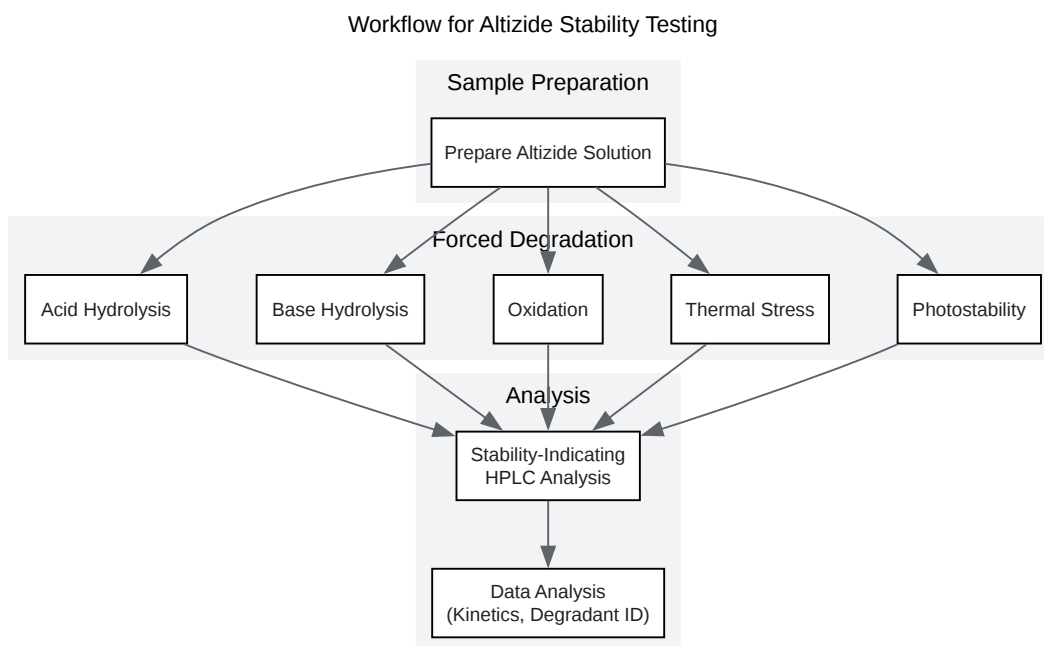 Workflow for Altizide Stability Testing
Sample Preparation
Prepare Altizide Solution
Forced Degradation
Acid Hydrolysis
Base Hydrolysis
Oxidation
Thermal Stress
Photostability
Analysis
Stability-Indicating
HPLC Analysis
Data Analysis
(Kinetics, Degradant ID)